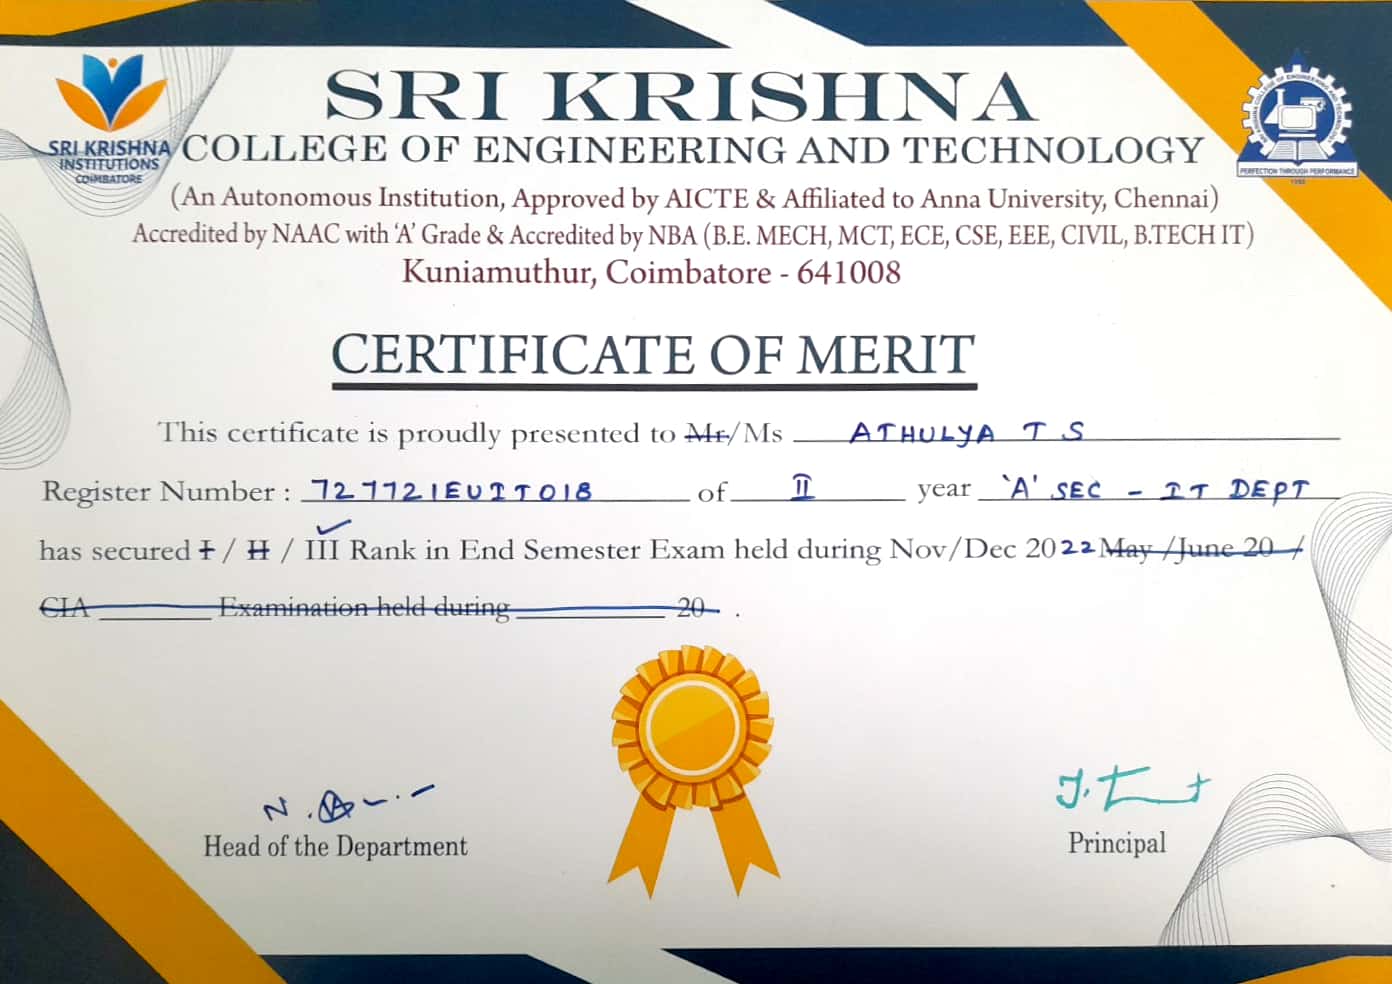 SRI KRISHNA
INSTITUTIONS
COIMBATORE
SRI KRISHNA
COLLEGE OF ENGINEERING AND TECHNOLOGY
(An Autonomous Institution, Approved by AICTE & Affiliated to Anna University, Chennai)
Accredited by NAAC with ‘A’ Grade & Accredited by NBA (B.E. MECH, MCT, ECE, CSE, EEE, CIVIL, B.TECH IT)
Kuniamuthur, Coimbatore - 641008
PERFECTION THROUGH PERFORMANCE
CERTIFICATE OF MERIT
This certificate is proudly presented to Mr/Ms ATHULYA T S
Register Number : 727721EUIT018 of II year 'A' SEC - IT DEPT
has secured I / II / III Rank in End Semester Exam held during Nov/Dec 2022 May /June 20 /
CIA Examination held during 20 .
Head of the Department
Principal